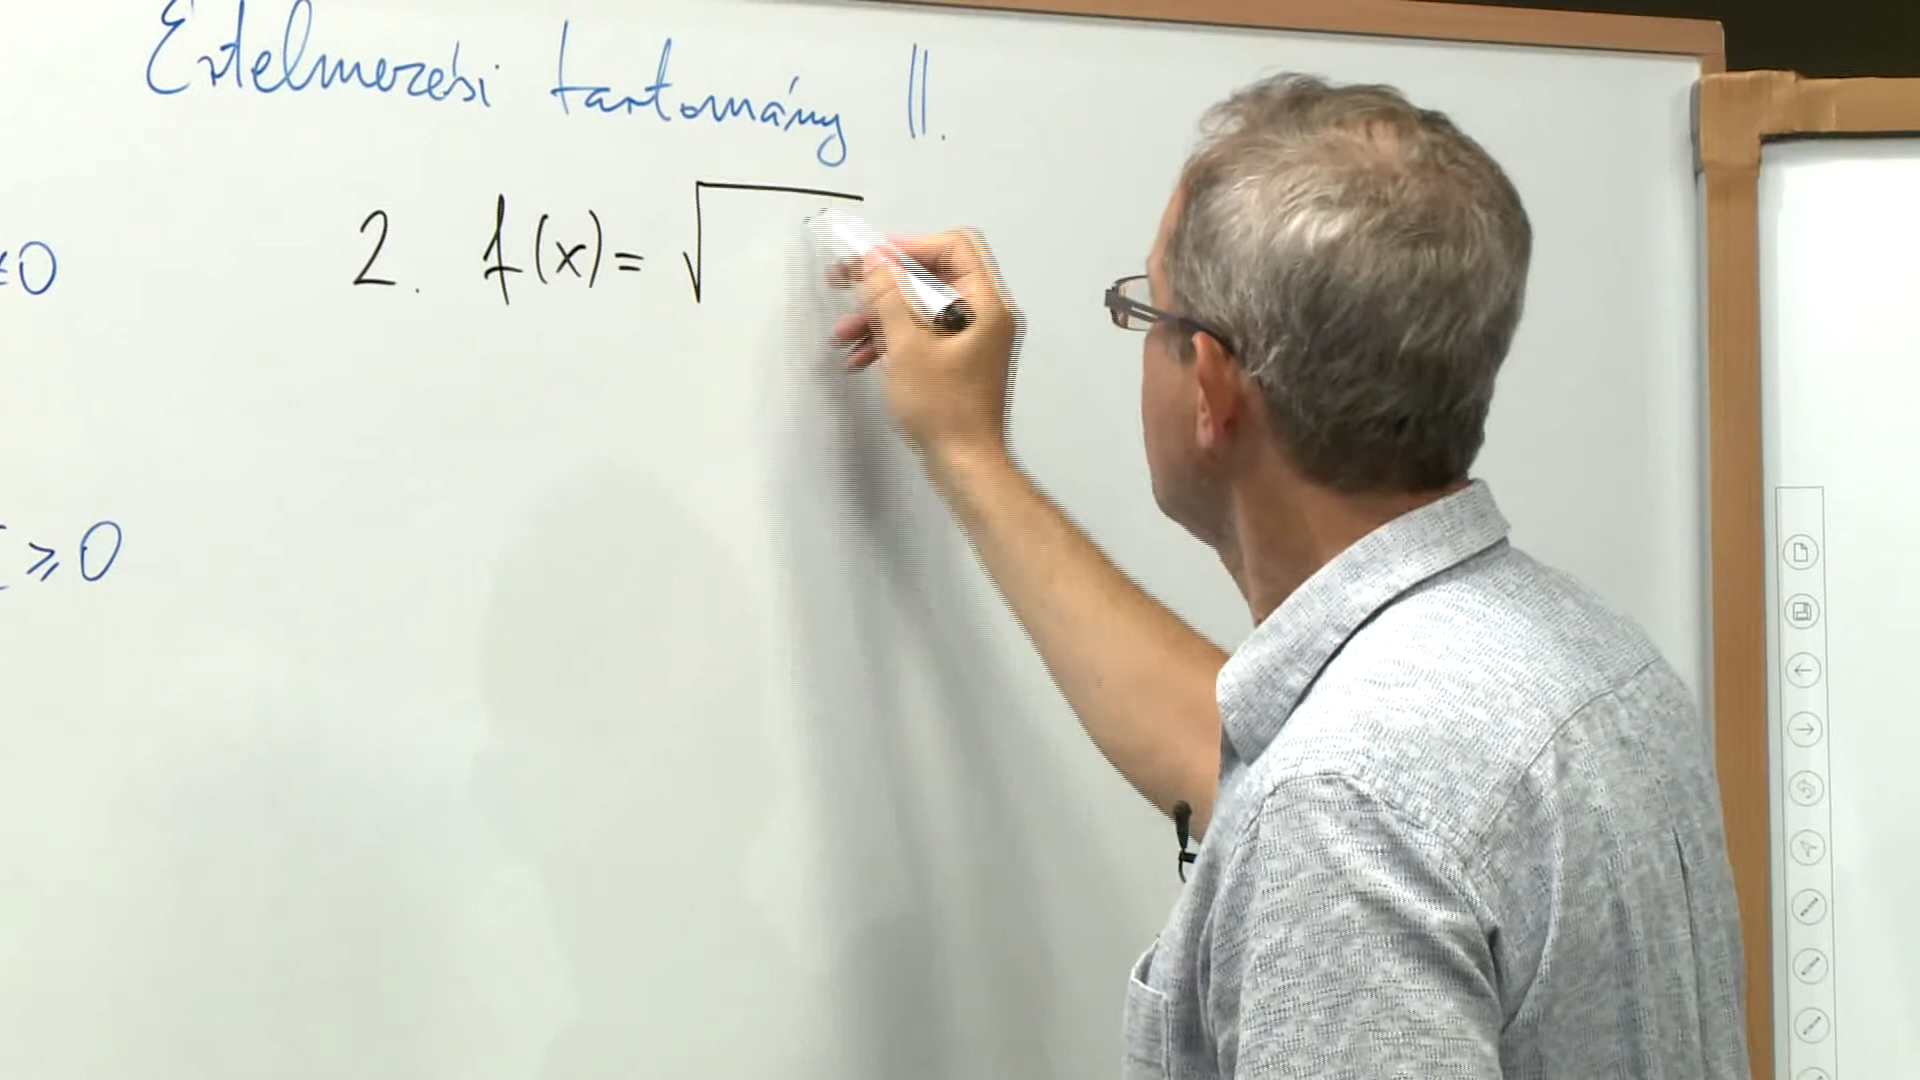 Értelmezési tartomány II.
2. f(x) = √
≠0
≥ 0